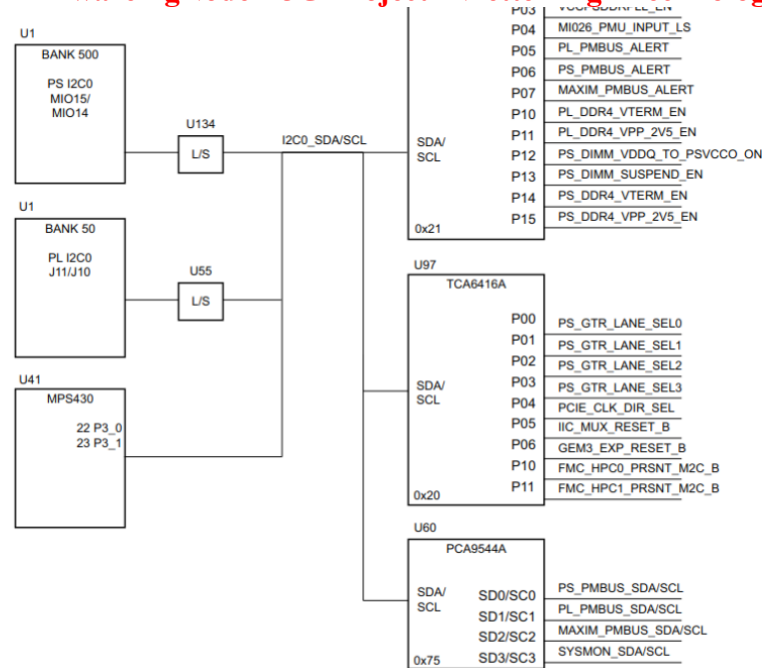 U1
BANK 500
PS I2C0
MIO15/
MIO14
U134
L/S
I2C0_SDA/SCL
U1
BANK 50
PL I2C0
J11/J10
U55
L/S
U41
MPS430
22 P3_0
23 P3_1
SDA/
SCL
0x21
P03
P04 MI026_PMU_INPUT_LS
P05 PL_PMBUS_ALERT
P06 PS_PMBUS_ALERT
P07 MAXIM_PMBUS_ALERT
P10 PL_DDR4_VTERM_EN
P11 PL_DDR4_VPP_2V5_EN
P12 PS_DIMM_VDDQ_TO_PSVCCO_ON
P13 PS_DIMM_SUSPEND_EN
P14 PS_DDR4_VTERM_EN
P15 PS_DDR4_VPP_2V5_EN
U97
TCA6416A
SDA/
SCL
0x20
P00 PS_GTR_LANE_SEL0
P01 PS_GTR_LANE_SEL1
P02 PS_GTR_LANE_SEL2
P03 PS_GTR_LANE_SEL3
P04 PCIE_CLK_DIR_SEL
P05 IIC_MUX_RESET_B
P06 GEM3_EXP_RESET_B
P10 FMC_HPC0_PRSNT_M2C_B
P11 FMC_HPC1_PRSNT_M2C_B
U60
PCA9544A
SDA/
SCL
0x75
SD0/SC0 PS_PMBUS_SDA/SCL
SD1/SC1 PL_PMBUS_SDA/SCL
SD2/SC2 MAXIM_PMBUS_SDA/SCL
SD3/SC3 SYSMON_SDA/SCL